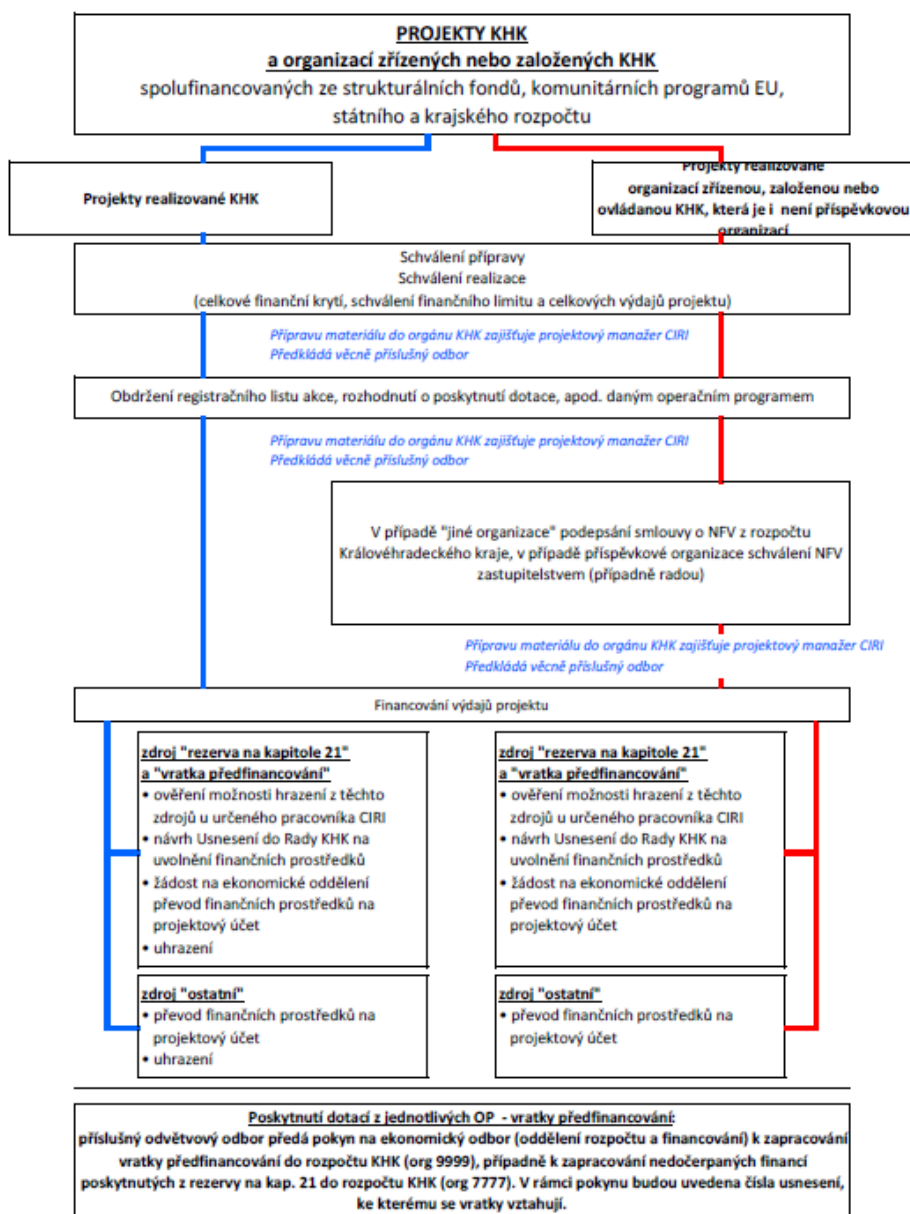 PROJEKTY KHK
a organizací zřízených nebo založených KHK
spolufinancovaných ze strukturálních fondů, komunitárních programů EU,
státního a krajského rozpočtu
Projekty realizované KHK
Projekty realizované
organizací zřízenou, založenou nebo
ovládanou KHK, která je i  není příspěvkovou
organizací
Schválení přípravy
Schválení realizace
(celkové finanční krytí, schválení finančního limitu a celkových výdajů projektu)
Přípravu materiálu do orgánu KHK zajišťuje projektový manažer CIRI
Předkládá věcně příslušný odbor
Obdržení registračního listu akce, rozhodnutí o poskytnutí dotace, apod. daným operačním programem
Přípravu materiálu do orgánu KHK zajišťuje projektový manažer CIRI
Předkládá věcně příslušný odbor
V případě "jiné organizace" podepsání smlouvy o NFV z rozpočtu
Královéhradeckého kraje, v případě příspěvkové organizace schválení NFV
zastupitelstvem (případně radou)
Přípravu materiálu do orgánu KHK zajišťuje projektový manažer CIRI
Předkládá věcně příslušný odbor
Financování výdajů projektu
zdroj "rezerva na kapitole 21"
a "vratka předfinancování"
• ověření možnosti hrazení z těchto
zdrojů u určeného pracovníka CIRI
• návrh Usnesení do Rady KHK na
uvolnění finančních prostředků
• žádost na ekonomické oddělení
převod finančních prostředků na
projektový účet
• uhrazení
zdroj "rezerva na kapitole 21"
a "vratka předfinancování"
• ověření možnosti hrazení z těchto
zdrojů u určeného pracovníka CIRI
• návrh Usnesení do Rady KHK na
uvolnění finančních prostředků
• žádost na ekonomické oddělení
převod finančních prostředků na
projektový účet
zdroj "ostatní"
• převod finančních prostředků na
projektový účet
• uhrazení
zdroj "ostatní"
• převod finančních prostředků na
projektový účet
Poskytnutí dotací z jednotlivých OP  - vratky předfinancování:
příslušný odvětvový odbor předá pokyn na ekonomický odbor (oddělení rozpočtu a financování) k zapracování
vratky předfinancování do rozpočtu KHK (org 9999), případně k zapracování nedočerpaných financí
poskytnutých z rezervy na kap. 21 do rozpočtu KHK (org 7777). V rámci pokynu budou uvedena čísla usnesení,
ke kterému se vratky vztahují.